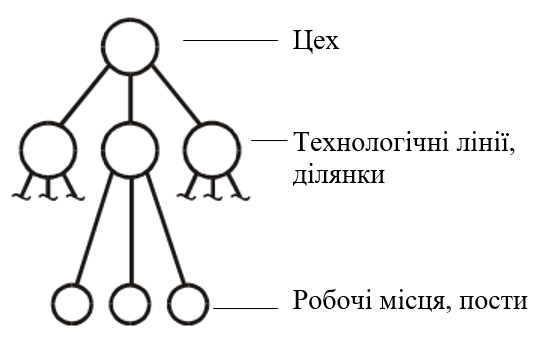 Цех
Технологічні лінії,
ділянки
Робочі місця, пости